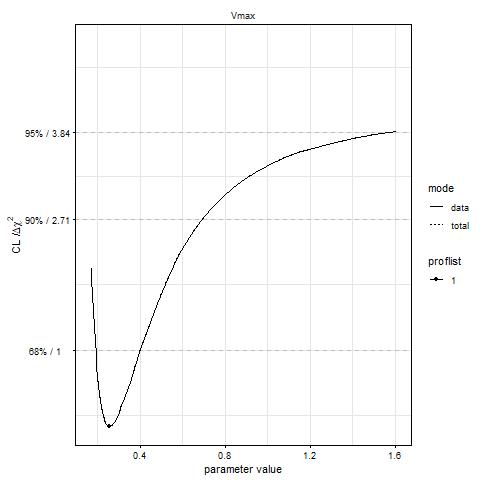 Vmax
CL /Δχ²
95% / 3.84
90% / 2.71
68% / 1
0.4 0.8 1.2 1.6
parameter value
mode
data
total
proflist
1